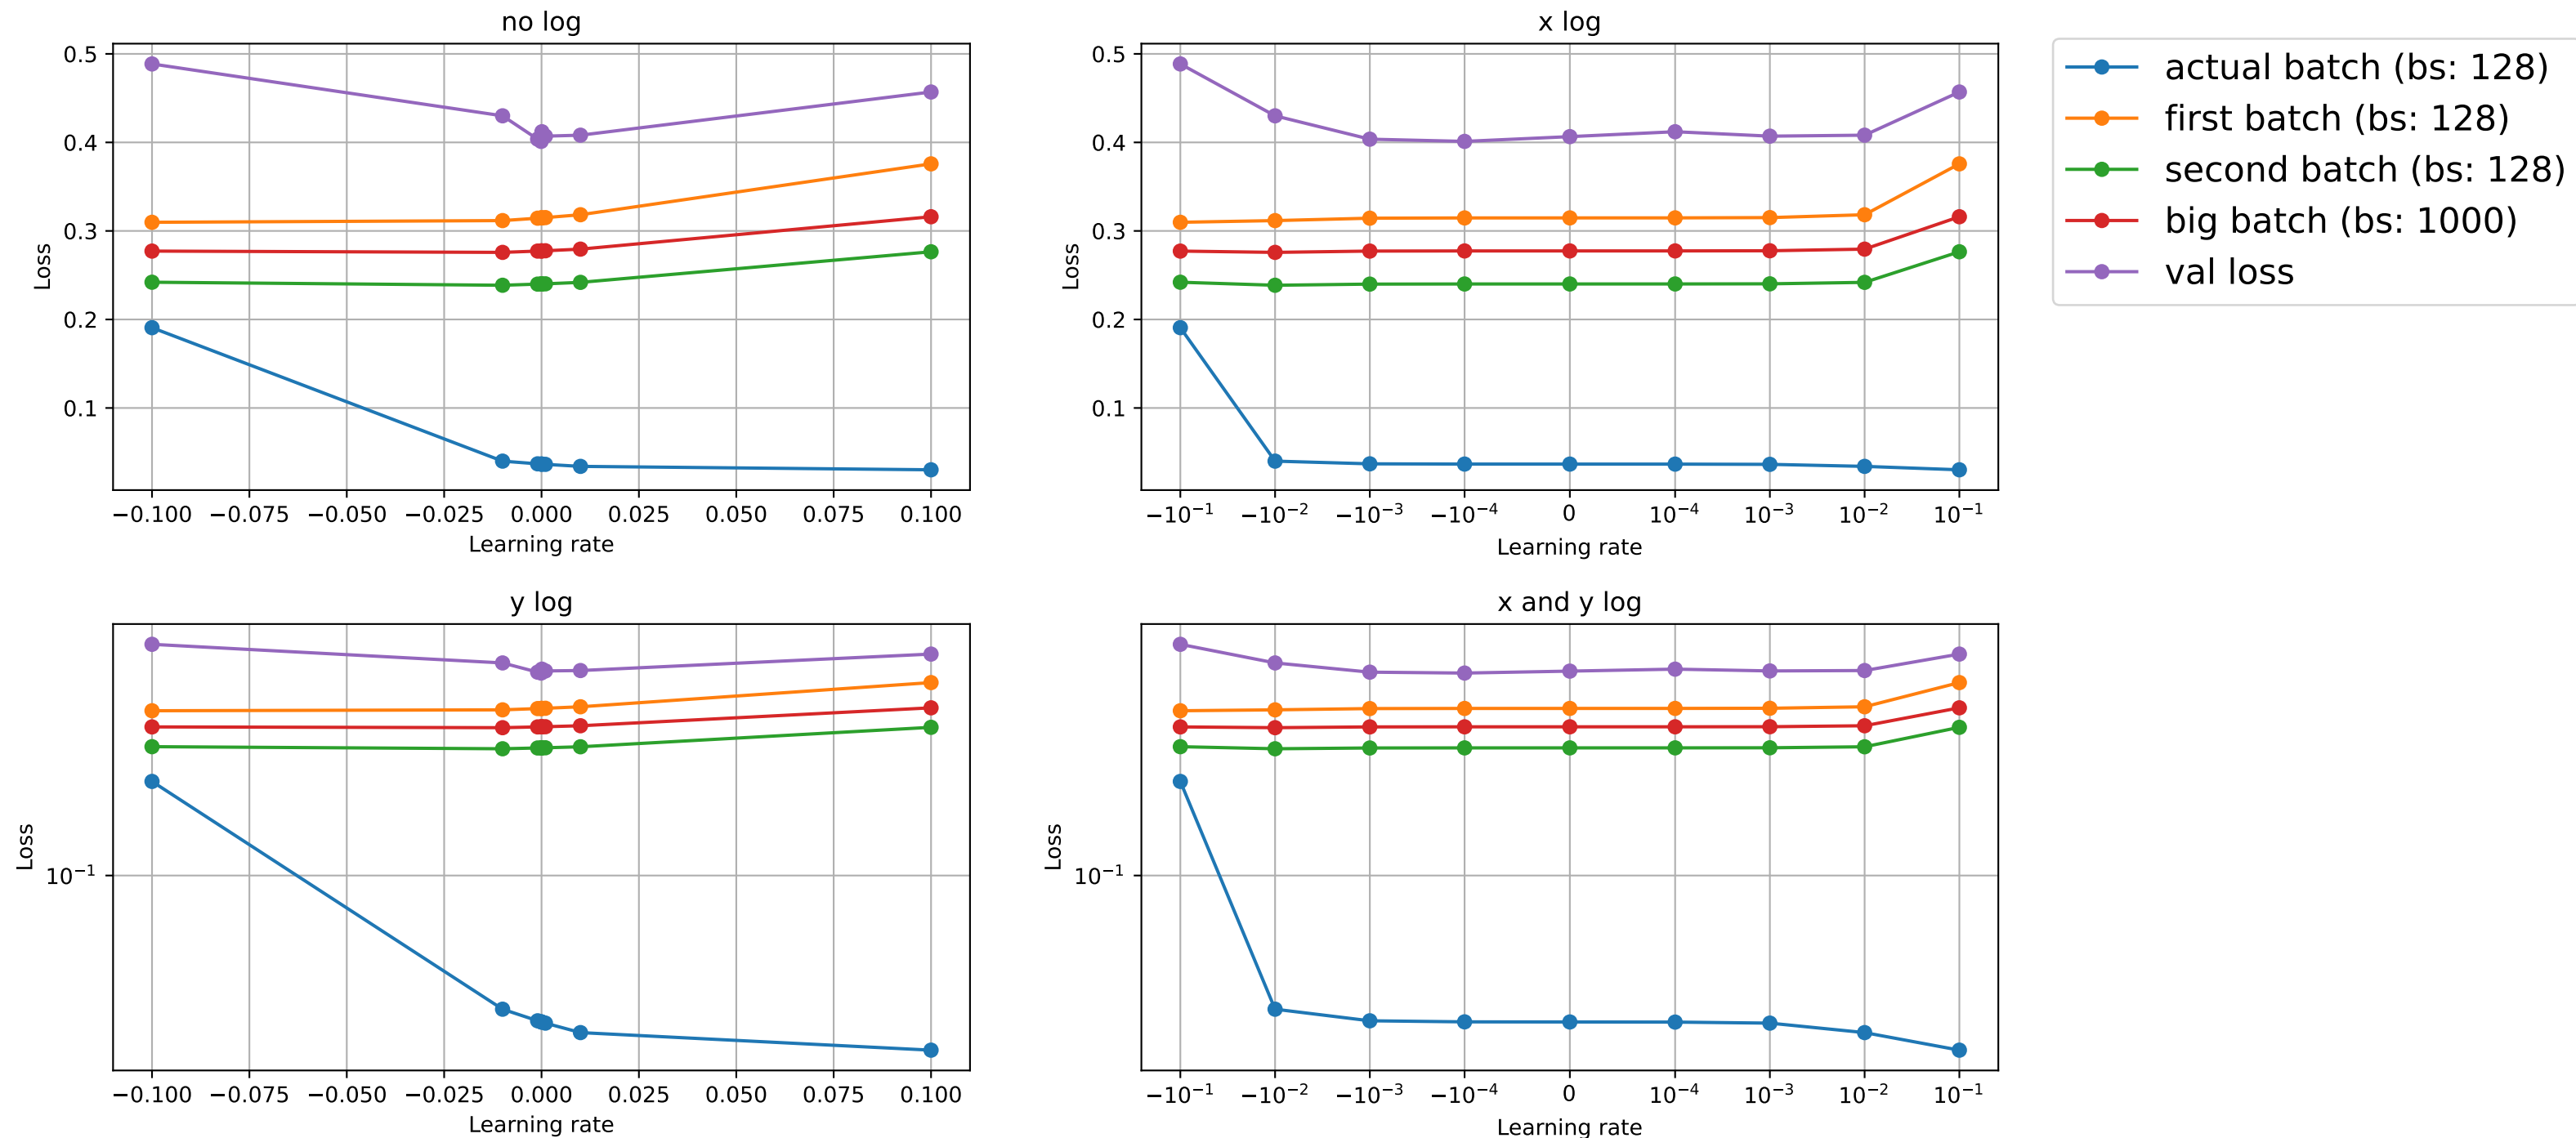 no log
0.5
0.4
0.3
0.2
0.1
Loss
−0.100 −0.075 −0.050 −0.025 0.000 0.025 0.050 0.075 0.100
Learning rate
x log
0.5
0.4
0.3
0.2
0.1
Loss
−10⁻¹ −10⁻² −10⁻³ −10⁻⁴ 0 10⁻⁴ 10⁻³ 10⁻² 10⁻¹
Learning rate
actual batch (bs: 128)
first batch (bs: 128)
second batch (bs: 128)
big batch (bs: 1000)
val loss
y log
Loss
10⁻¹
−0.100 −0.075 −0.050 −0.025 0.000 0.025 0.050 0.075 0.100
Learning rate
x and y log
Loss
10⁻¹
−10⁻¹ −10⁻² −10⁻³ −10⁻⁴ 0 10⁻⁴ 10⁻³ 10⁻² 10⁻¹
Learning rate